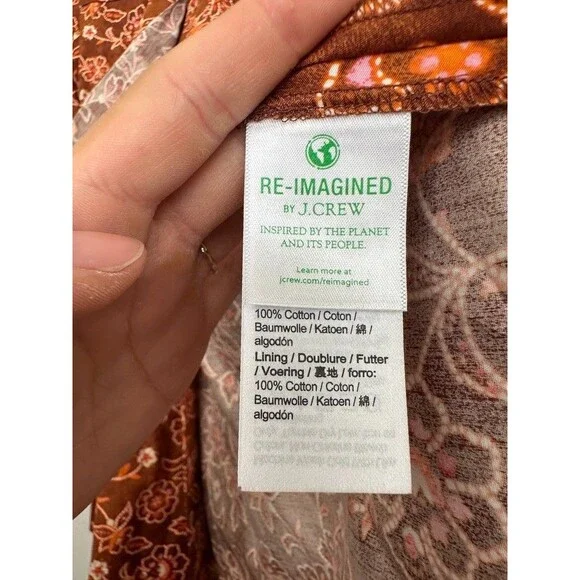 RE-IMAGINED
BY J.CREW
INSPIRED BY THE PLANET
AND ITS PEOPLE.
Learn more at
jcrew.com/reimagined
100% Cotton / Coton /
Baumwolle / Katoen / 綿 /
algodón
Lining / Doublure / Futter
/ Voering / 裏地 / forro:
100% Cotton / Coton /
Baumwolle / Katoen / 綿 /
algodón